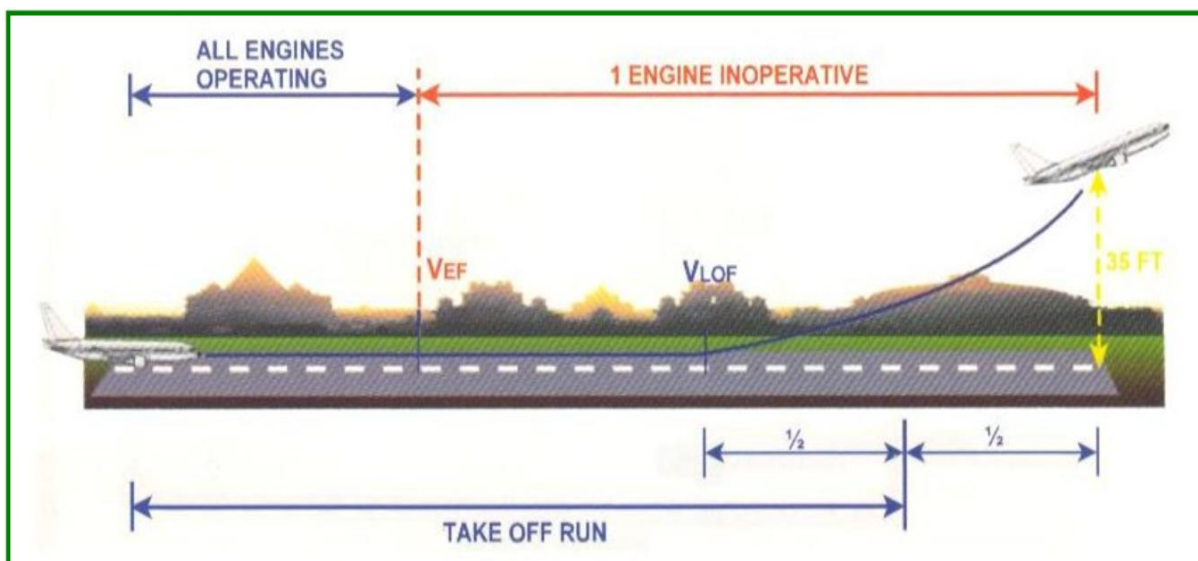 ALL ENGINES
OPERATING
1 ENGINE INOPERATIVE
VEF
VLOF
35 FT
½
½
TAKE OFF RUN